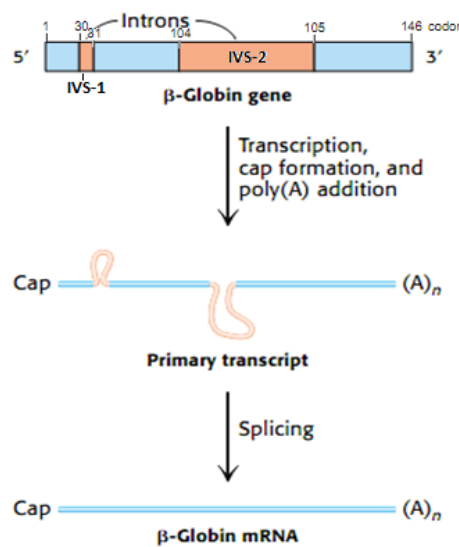 Introns
1 30 31 104 105 146 codon
5′ IVS-2 3′
IVS-1
β-Globin gene
Transcription,
cap formation, and
poly(A) addition
Cap (A)n
Primary transcript
Splicing
Cap (A)n
β-Globin mRNA